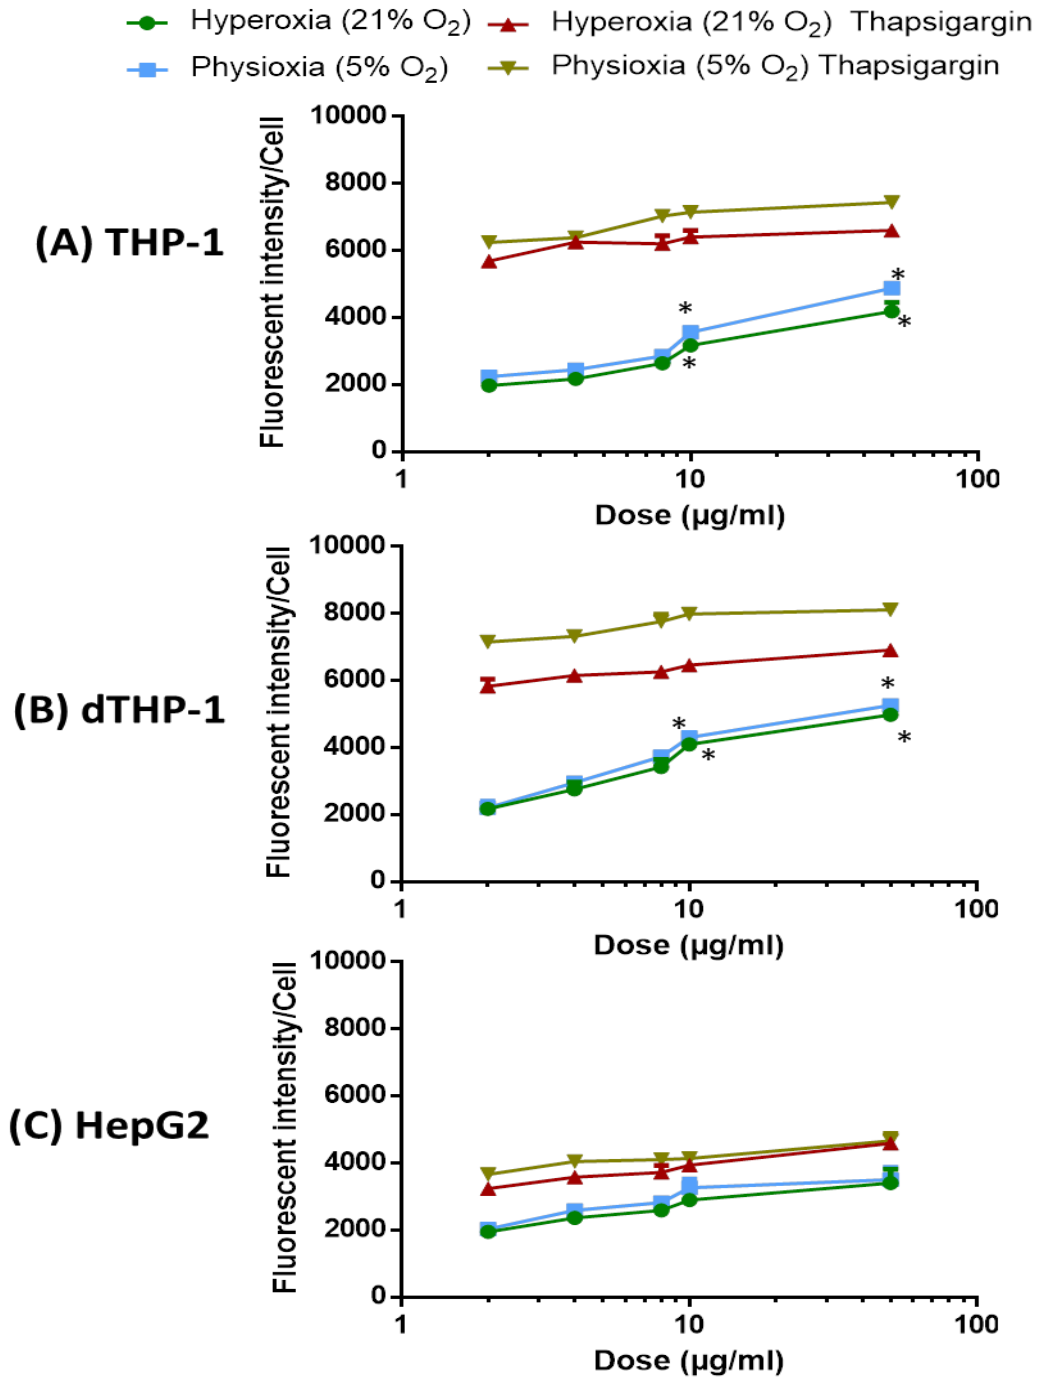 Hyperoxia (21% O₂) Hyperoxia (21% O₂) Thapsigargin
Physioxia (5% O₂) Physioxia (5% O₂) Thapsigargin
(A) THP-1
Fluorescent intensity/Cell
10000
8000
6000
4000
2000
0
* *
* *
1 10 100
Dose (µg/ml)
(B) dTHP-1
Fluorescent intensity/Cell
10000
8000
6000
4000
2000
0
* *
* *
1 10 100
Dose (µg/ml)
(C) HepG2
Fluorescent intensity/Cell
10000
8000
6000
4000
2000
0
1 10 100
Dose (µg/ml)